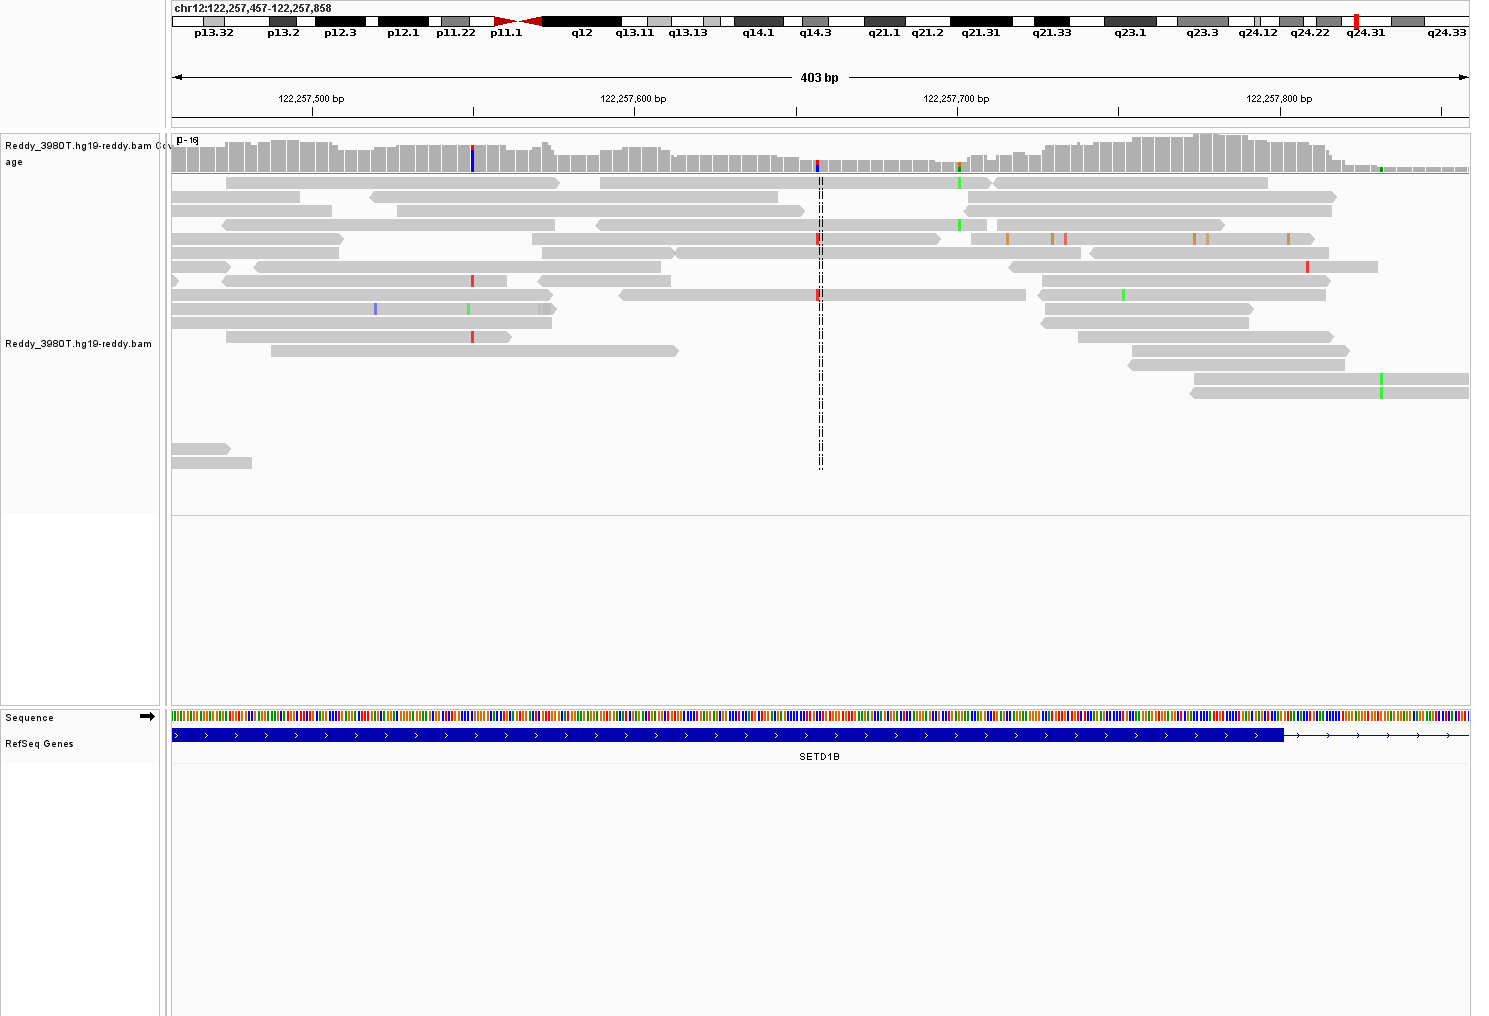 chr12:122,257,457-122,257,858
p13.32 p13.2 p12.3 p12.1 p11.22 p11.1 q12 q13.11 q13.13 q14.1 q14.3 q21.1 q21.2 q21.31 q21.33 q23.1 q23.3 q24.12 q24.22 q24.31 q24.33
403 bp
122,257,500 bp 122,257,600 bp 122,257,700 bp 122,257,800 bp
[0 - 16]
Reddy_3980T.hg19-reddy.bam Cov
age
Reddy_3980T.hg19-reddy.bam
Sequence
RefSeq Genes
SETD1B